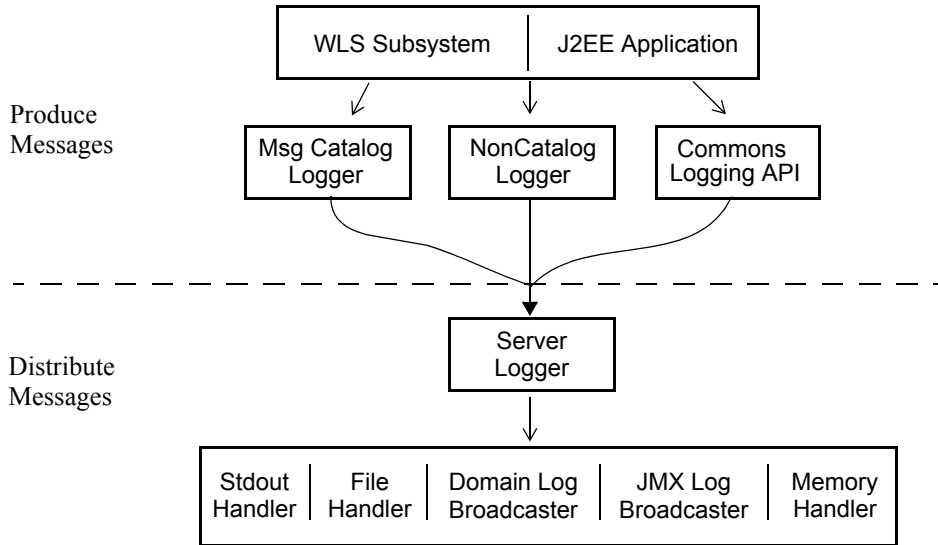 WLS Subsystem
J2EE Application
Produce
Messages
Msg Catalog
Logger
NonCatalog
Logger
Commons
Logging API
Server
Logger
Distribute
Messages
Stdout
Handler
File
Handler
Domain Log
Broadcaster
JMX Log
Broadcaster
Memory
Handler